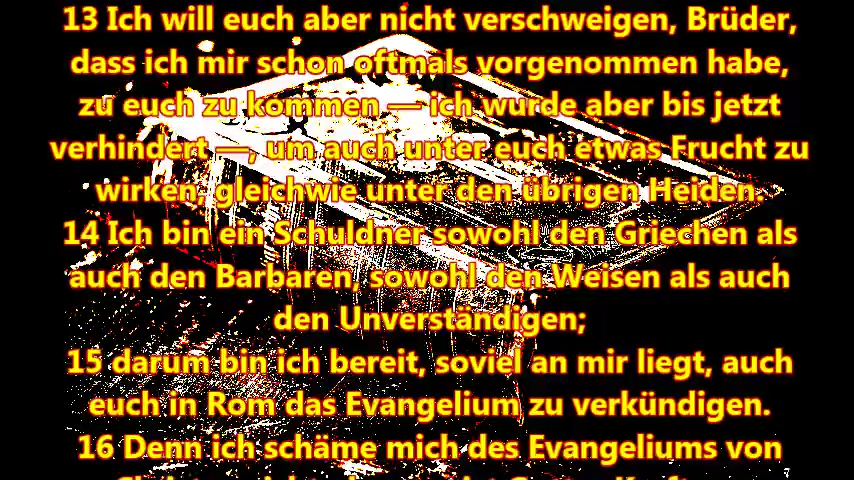 13 Ich will euch aber nicht verschweigen, Brüder,
dass ich mir schon oftmals vorgenommen habe,
zu euch zu kommen — ich wurde aber bis jetzt
verhindert —, um auch unter euch etwas Frucht zu
wirken, gleichwie unter den übrigen Heiden.
14 Ich bin ein Schuldner sowohl den Griechen als
auch den Barbaren, sowohl den Weisen als auch
den Unverständigen;
15 darum bin ich bereit, soviel an mir liegt, auch
euch in Rom das Evangelium zu verkündigen.
16 Denn ich schäme mich des Evangeliums von